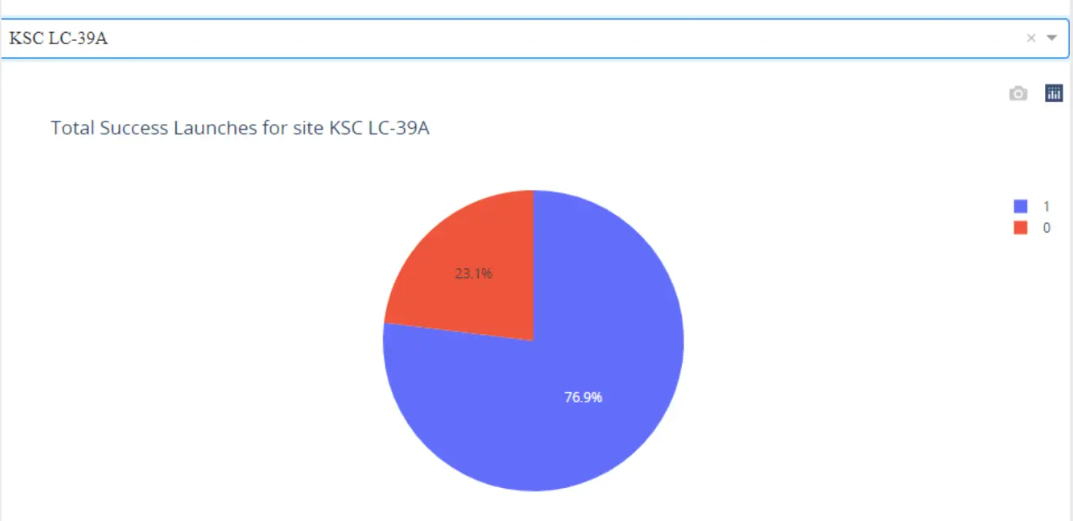 KSC LC-39A
Total Success Launches for site KSC LC-39A
1
0
23.1%
76.9%